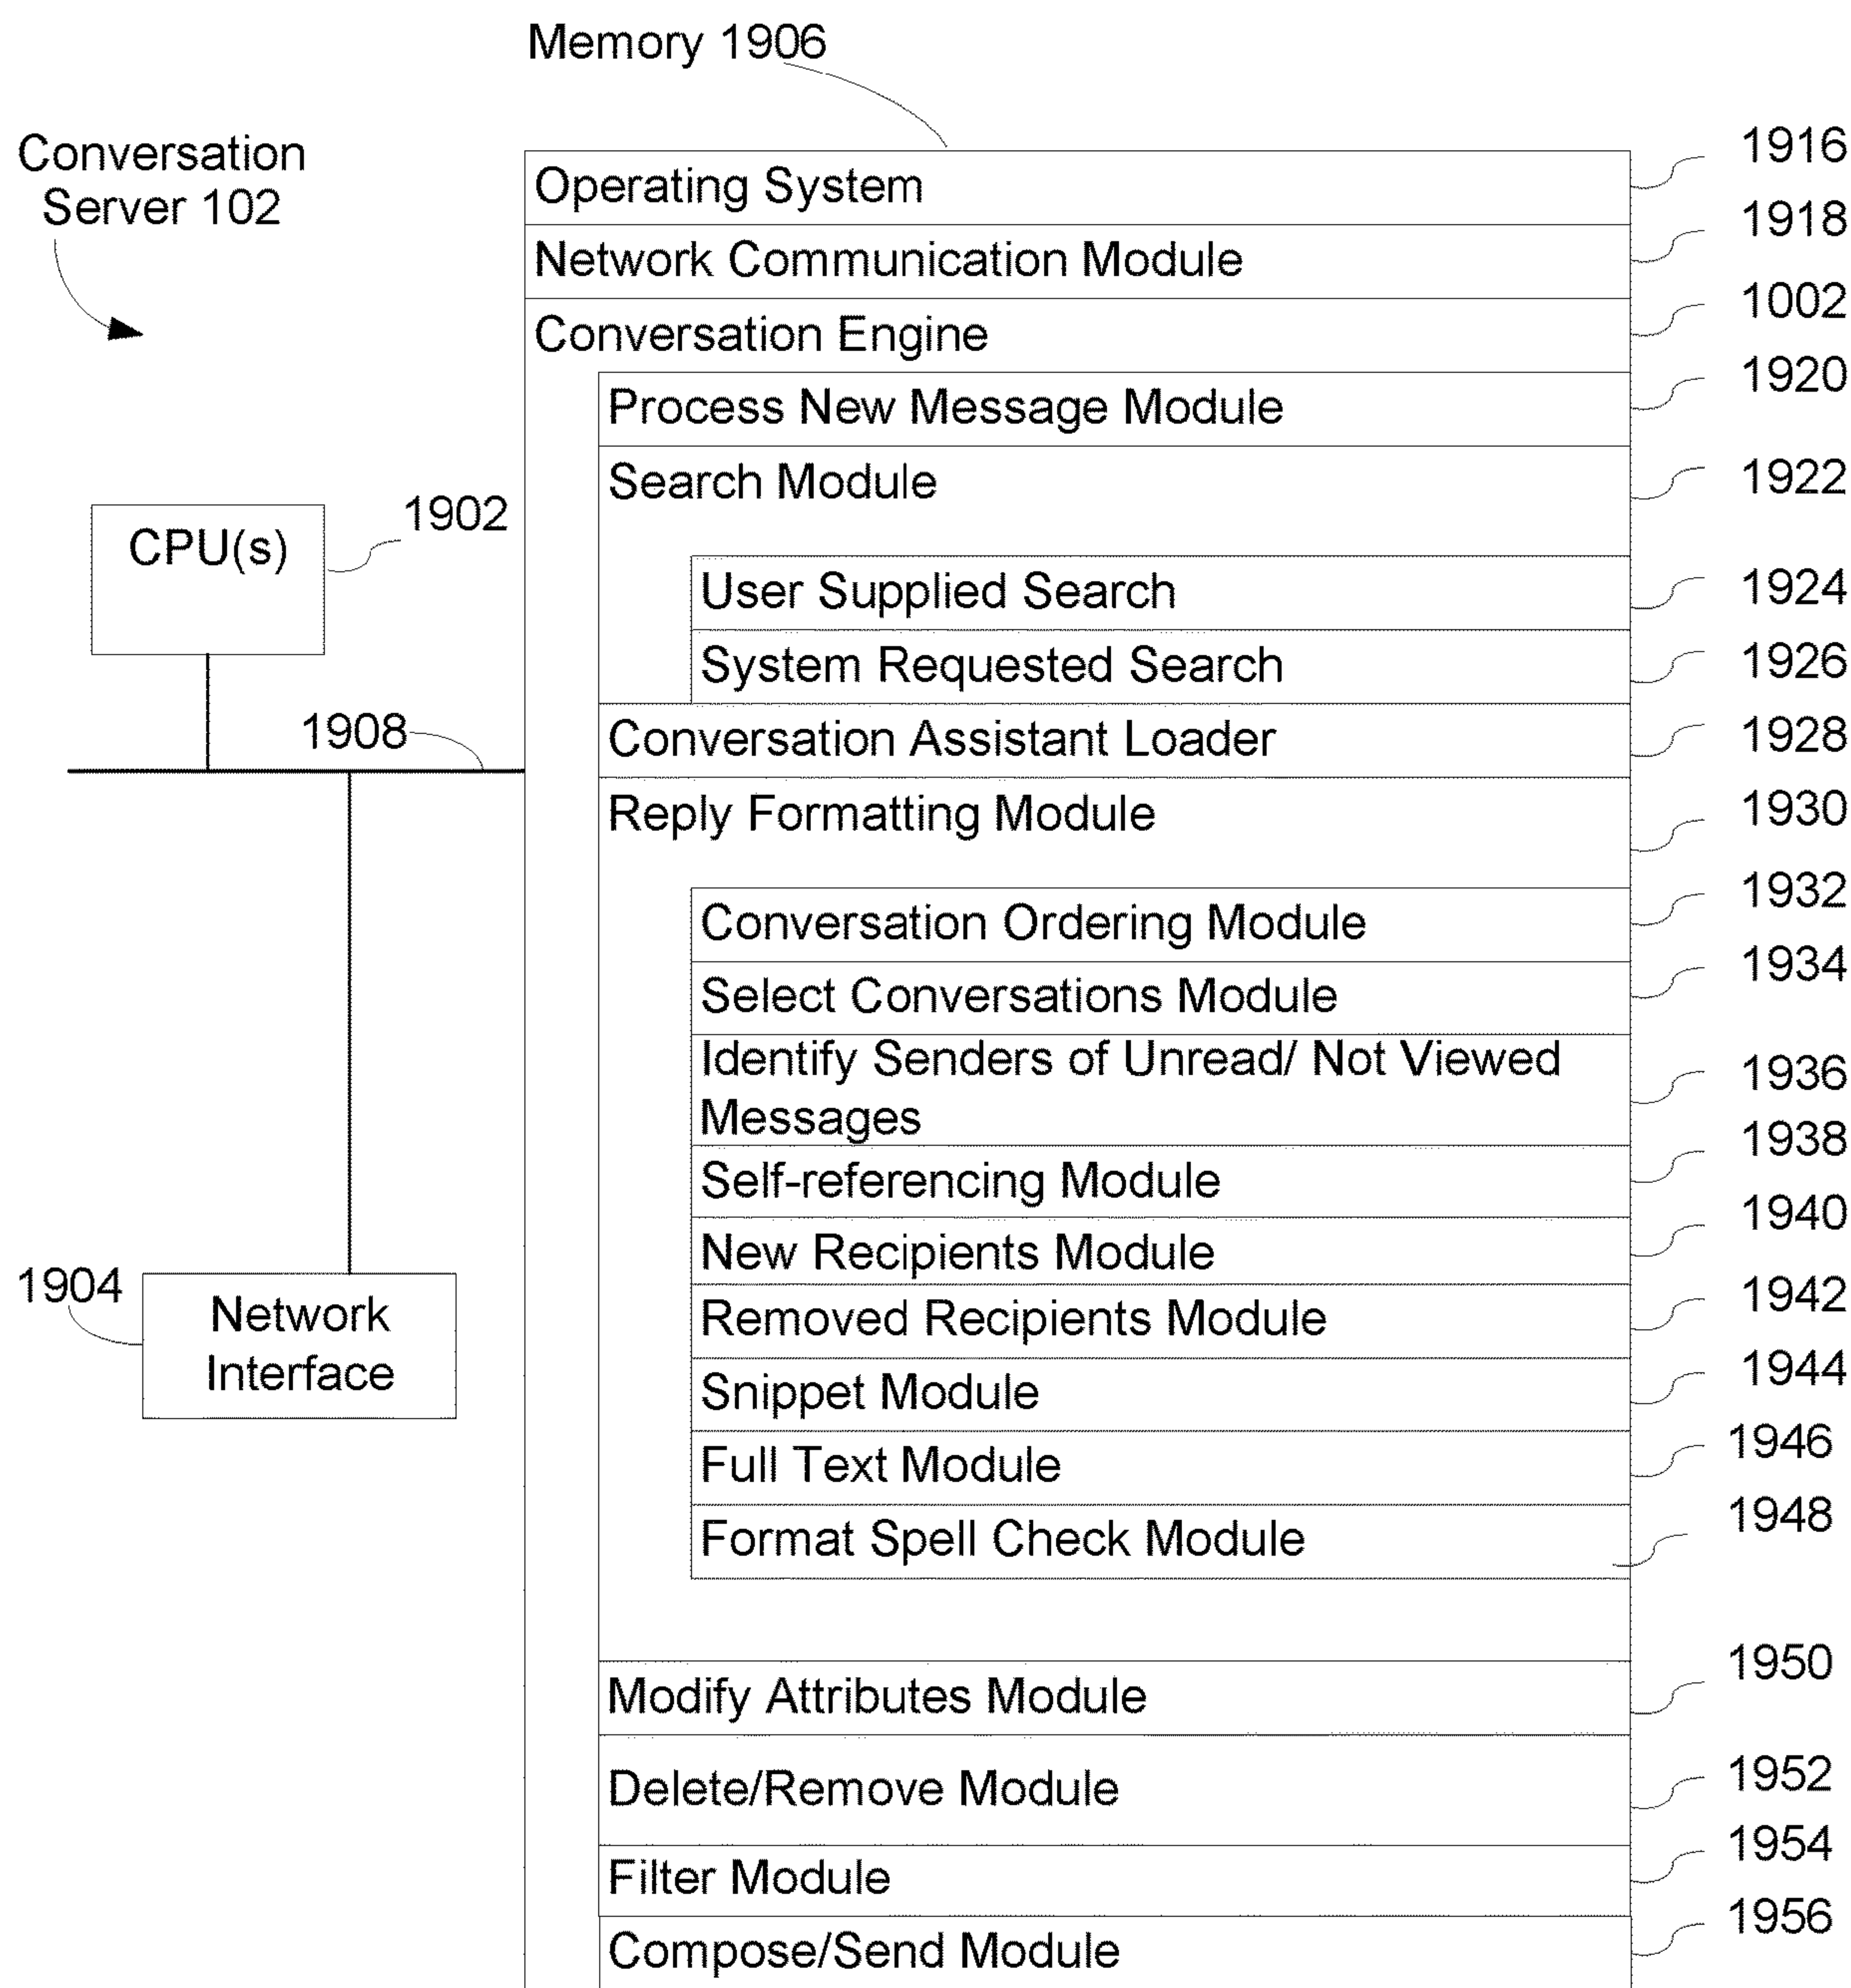 Memory 1906
Conversation
Server 102
Operating System
1916
Network Communication Module
1918
Conversation Engine
1002
Process New Message Module
1920
Search Module
1922
CPU(s)
1902
User Supplied Search
1924
System Requested Search
1926
1908
Conversation Assistant Loader
1928
Reply Formatting Module
1930
Conversation Ordering Module
1932
Select Conversations Module
1934
Identify Senders of Unread/ Not Viewed
Messages
1936
Self-referencing Module
1938
New Recipients Module
1940
1904
Network
Interface
Removed Recipients Module
1942
Snippet Module
1944
Full Text Module
1946
Format Spell Check Module
1948
Modify Attributes Module
1950
Delete/Remove Module
1952
Filter Module
1954
Compose/Send Module
1956